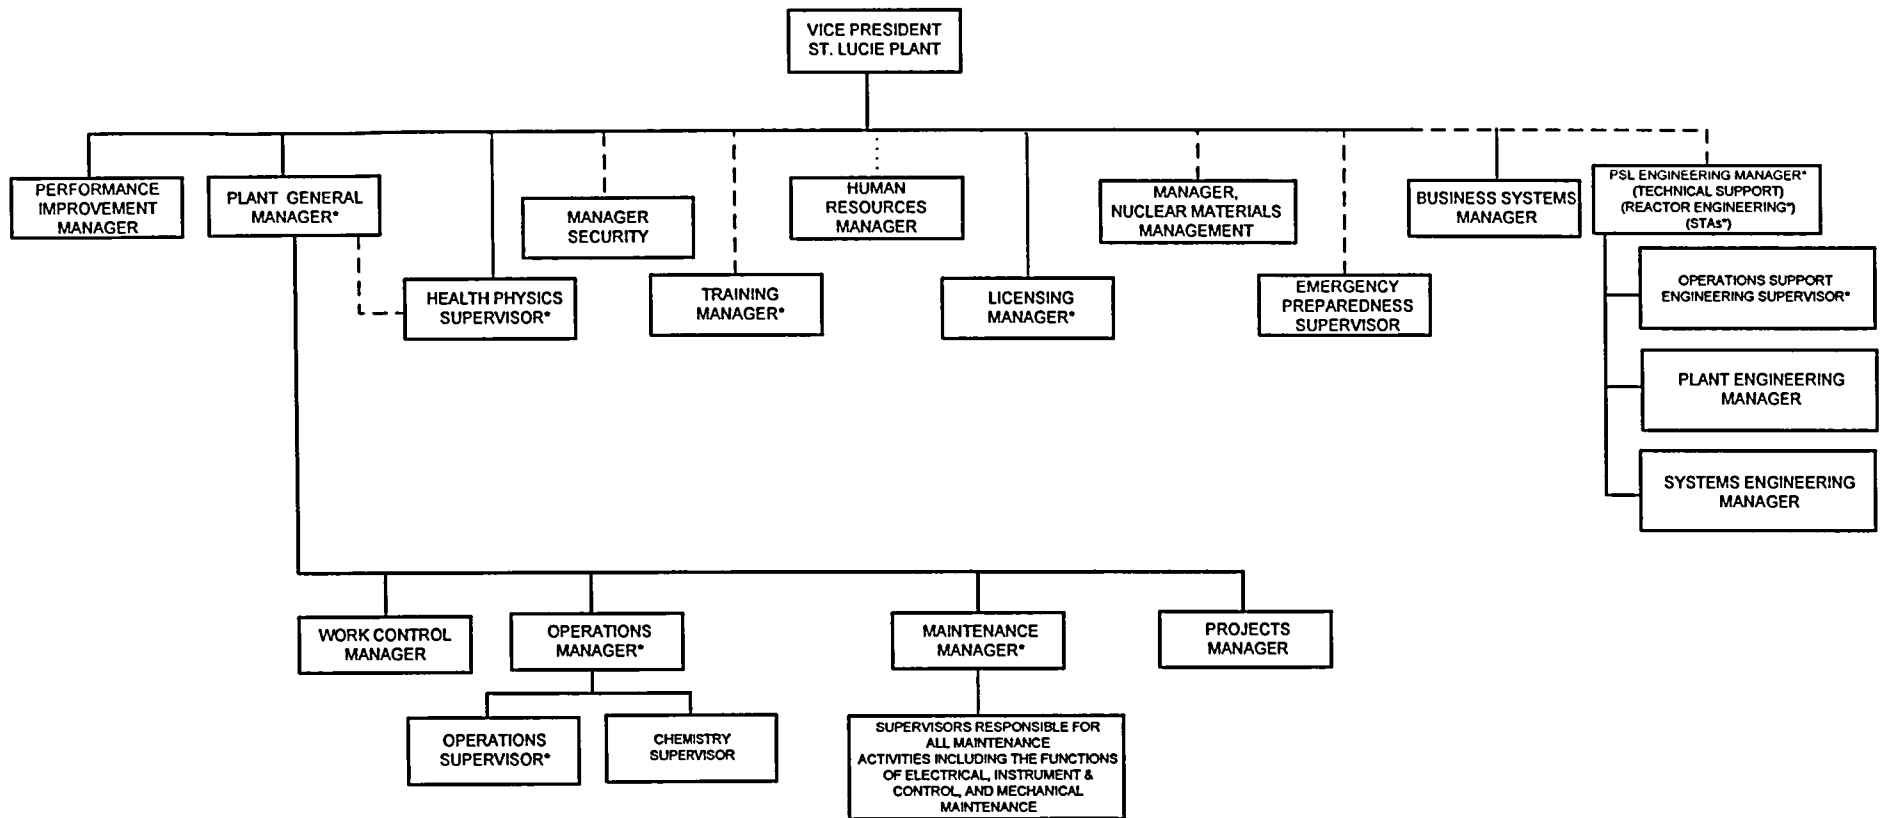 VICE PRESIDENT
ST. LUCIE PLANT
PERFORMANCE
IMPROVEMENT
MANAGER
PLANT GENERAL
MANAGER*
MANAGER
SECURITY
HUMAN
RESOURCES
MANAGER
MANAGER,
NUCLEAR MATERIALS
MANAGEMENT
BUSINESS SYSTEMS
MANAGER
PSL ENGINEERING MANAGER*
(TECHNICAL SUPPORT)
(REACTOR ENGINEERING*)
(STAs*)
HEALTH PHYSICS
SUPERVISOR*
TRAINING
MANAGER*
LICENSING
MANAGER*
EMERGENCY
PREPAREDNESS
SUPERVISOR
OPERATIONS SUPPORT
ENGINEERING SUPERVISOR*
PLANT ENGINEERING
MANAGER
SYSTEMS ENGINEERING
MANAGER
WORK CONTROL
MANAGER
OPERATIONS
MANAGER*
MAINTENANCE
MANAGER*
PROJECTS
MANAGER
OPERATIONS
SUPERVISOR*
CHEMISTRY
SUPERVISOR
SUPERVISORS RESPONSIBLE FOR
ALL MAINTENANCE
ACTIVITIES INCLUDING THE FUNCTIONS
OF ELECTRICAL, INSTRUMENT &
CONTROL, AND MECHANICAL
MAINTENANCE